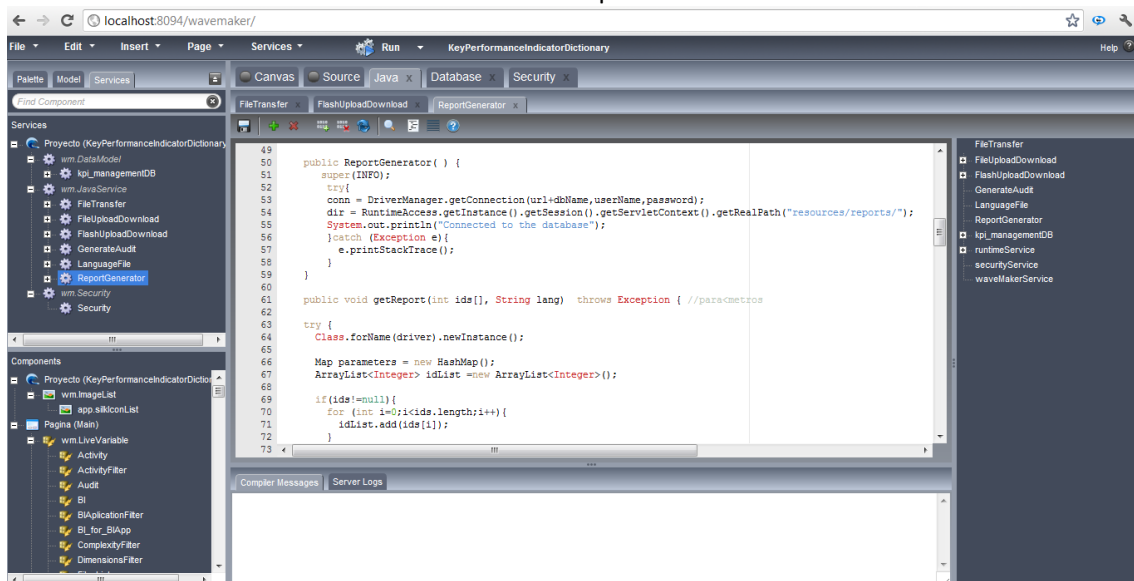 localhost:8094/wavemaker/
File Edit Insert Page Services Run KeyPerformanceIndicatorDictionary Help
Palette Model Services
Canvas Source Java x Database x Security x
Find Component
FileTransfer x FlashUploadDownload x ReportGenerator x
Services
Proyecto (KeyPerformanceIndicatorDictionary
wm.DataModel
kpi_managementDB
wm.JavaService
FileTransfer
FileUploadDownload
FlashUploadDownload
GenerateAudit
LanguageFile
ReportGenerator
wm.Security
Security
Components
Proyecto (KeyPerformanceIndicatorDictior
wm.ImageList
app.silkIconList
Pagina (Main)
wm.LiveVariable
Activity
ActivityFilter
Audit
BI
BIAplicationFilter
BI_for_BIApp
ComplexityFilter
DimensionsFilter
49
50 public ReportGenerator( ) {
51 super(INFO);
52 try{
53 conn = DriverManager.getConnection(url+dbName,userName,password);
54 dir = RuntimeAccess.getInstance().getSession().getServletContext().getRealPath("resources/reports/");
55 System.out.println("Connected to the database");
56 }catch (Exception e){
57 e.printStackTrace();
58 }
59 }
60
61 public void getReport(int ids[], String lang) throws Exception { //para<metros
62
63 try {
64 Class.forName(driver).newInstance();
65
66 Map parameters = new HashMap();
67 ArrayList<Integer> idList =new ArrayList<Integer>();
68
69 if(ids!=null){
70 for (int i=0;i<ids.length;i++){
71 idList.add(ids[i]);
72 }
73
Compiler Messages Server Logs
FileTransfer
FileUploadDownload
FlashUploadDownload
GenerateAudit
LanguageFile
ReportGenerator
kpi_managementDB
runtimeService
securityService
waveMakerService